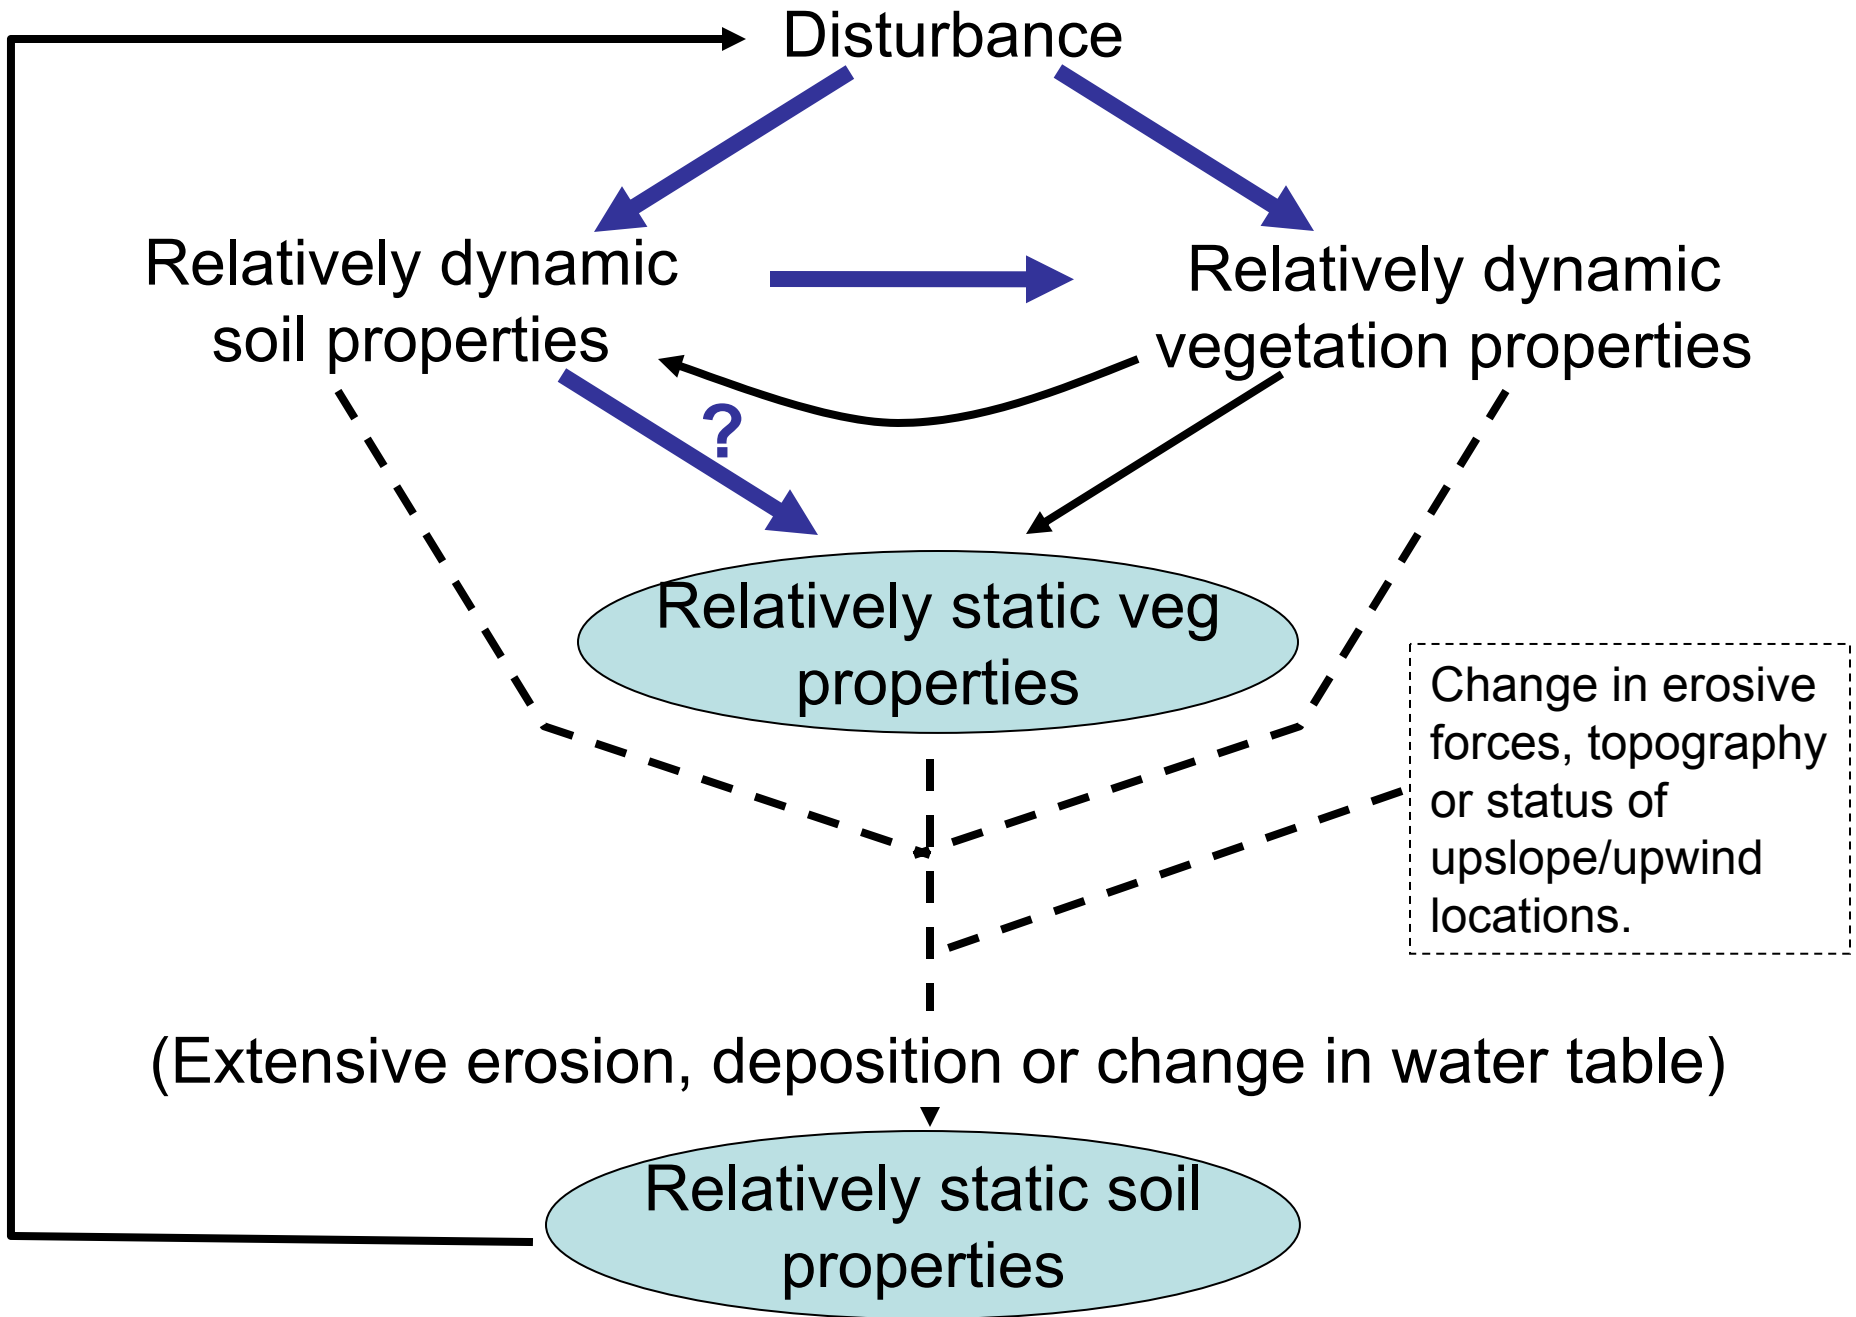 Disturbance
Relatively dynamic
soil properties
Relatively dynamic
vegetation properties
?
Relatively static veg
properties
Change in erosive
forces, topography
or status of
upslope/upwind
locations.
(Extensive erosion, deposition or change in water table)
Relatively static soil
properties